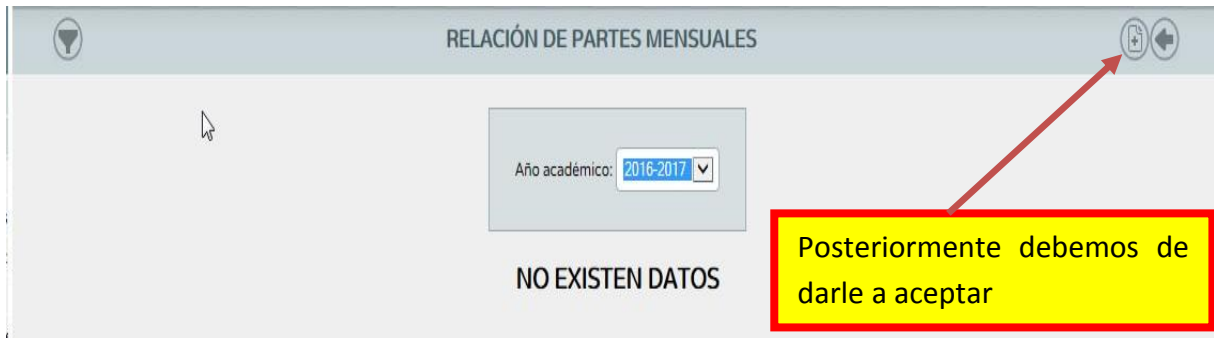 RELACIÓN DE PARTES MENSUALES
Año académico: 2016-2017
NO EXISTEN DATOS
Posteriormente debemos de
darle a aceptar